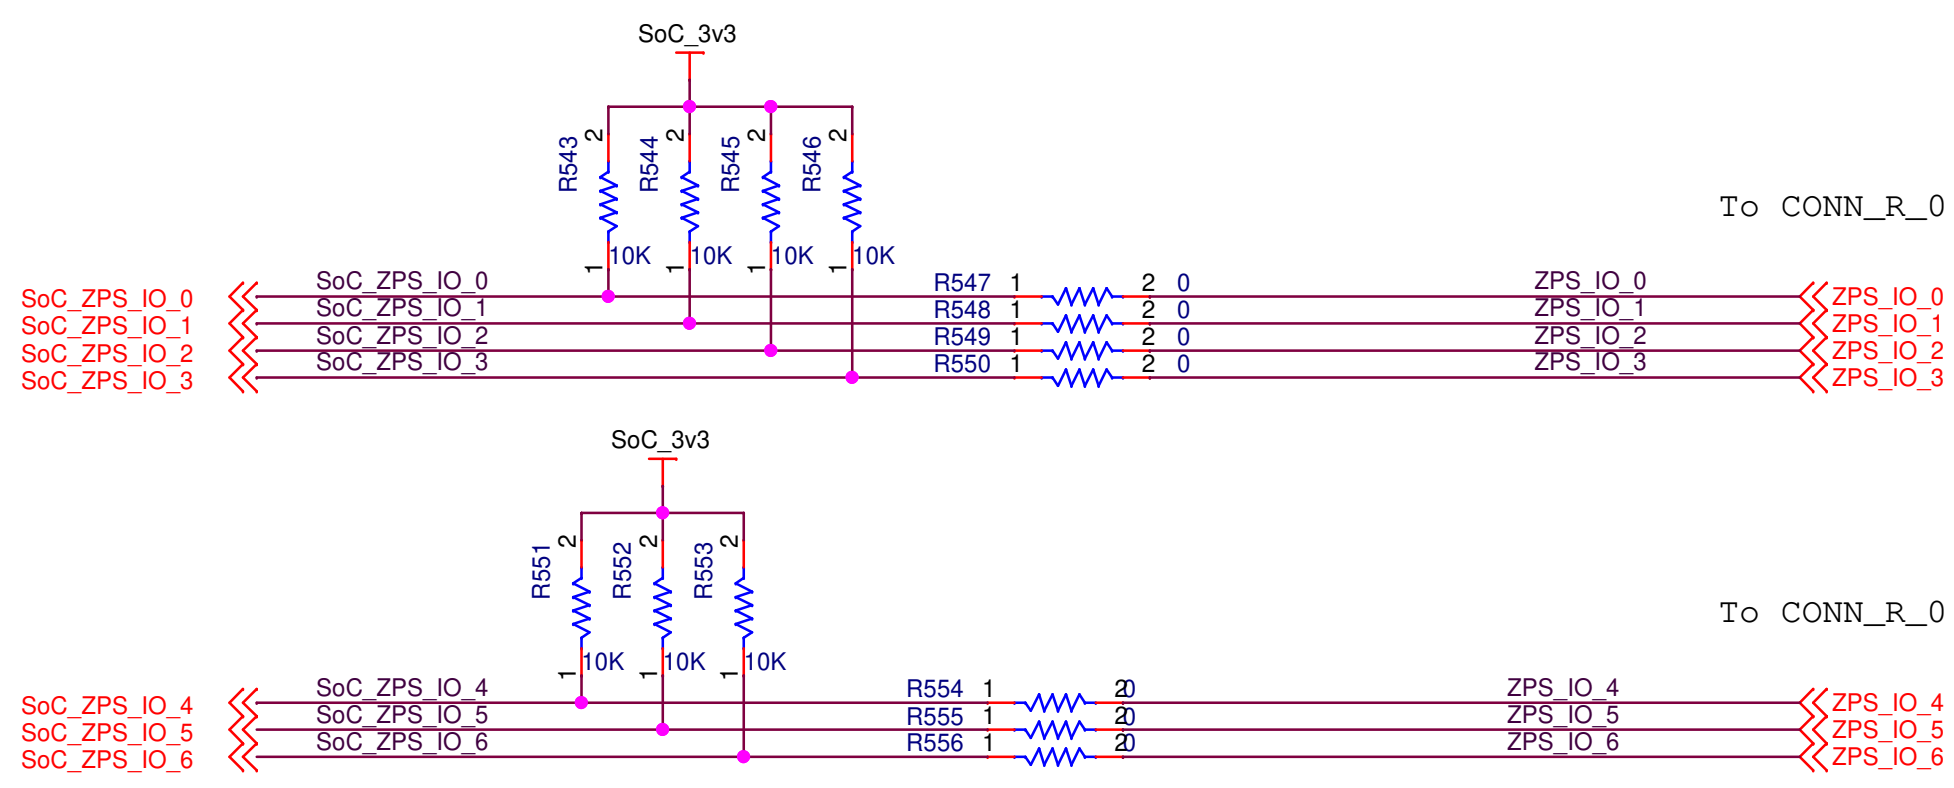 SoC_3v3
R543 2 R544 2 R545 2 R546 2
To CONN_R_0
1 10K 1 10K 1 10K 1 10K
SoC_ZPS_IO_0 SoC_ZPS_IO_0 R547 1 2 0 ZPS_IO_0 ZPS_IO_0
SoC_ZPS_IO_1 SoC_ZPS_IO_1 R548 1 2 0 ZPS_IO_1 ZPS_IO_1
SoC_ZPS_IO_2 SoC_ZPS_IO_2 R549 1 2 0 ZPS_IO_2 ZPS_IO_2
SoC_ZPS_IO_3 SoC_ZPS_IO_3 R550 1 2 0 ZPS_IO_3 ZPS_IO_3
SoC_3v3
R551 2 R552 2 R553 2
To CONN_R_0
1 10K 1 10K 1 10K
SoC_ZPS_IO_4 SoC_ZPS_IO_4 R554 1 2 0 ZPS_IO_4 ZPS_IO_4
SoC_ZPS_IO_5 SoC_ZPS_IO_5 R555 1 2 0 ZPS_IO_5 ZPS_IO_5
SoC_ZPS_IO_6 SoC_ZPS_IO_6 R556 1 2 0 ZPS_IO_6 ZPS_IO_6